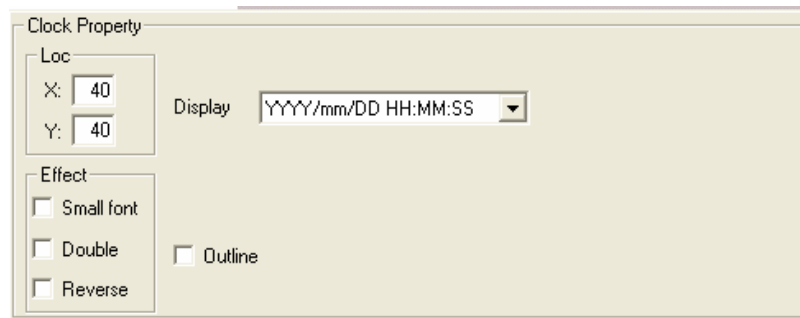 Clock Property
Loc
X: 40
Y: 40
Display YYYY/mm/DD HH:MM:SS
Effect
Small font
Double
Outline
Reverse